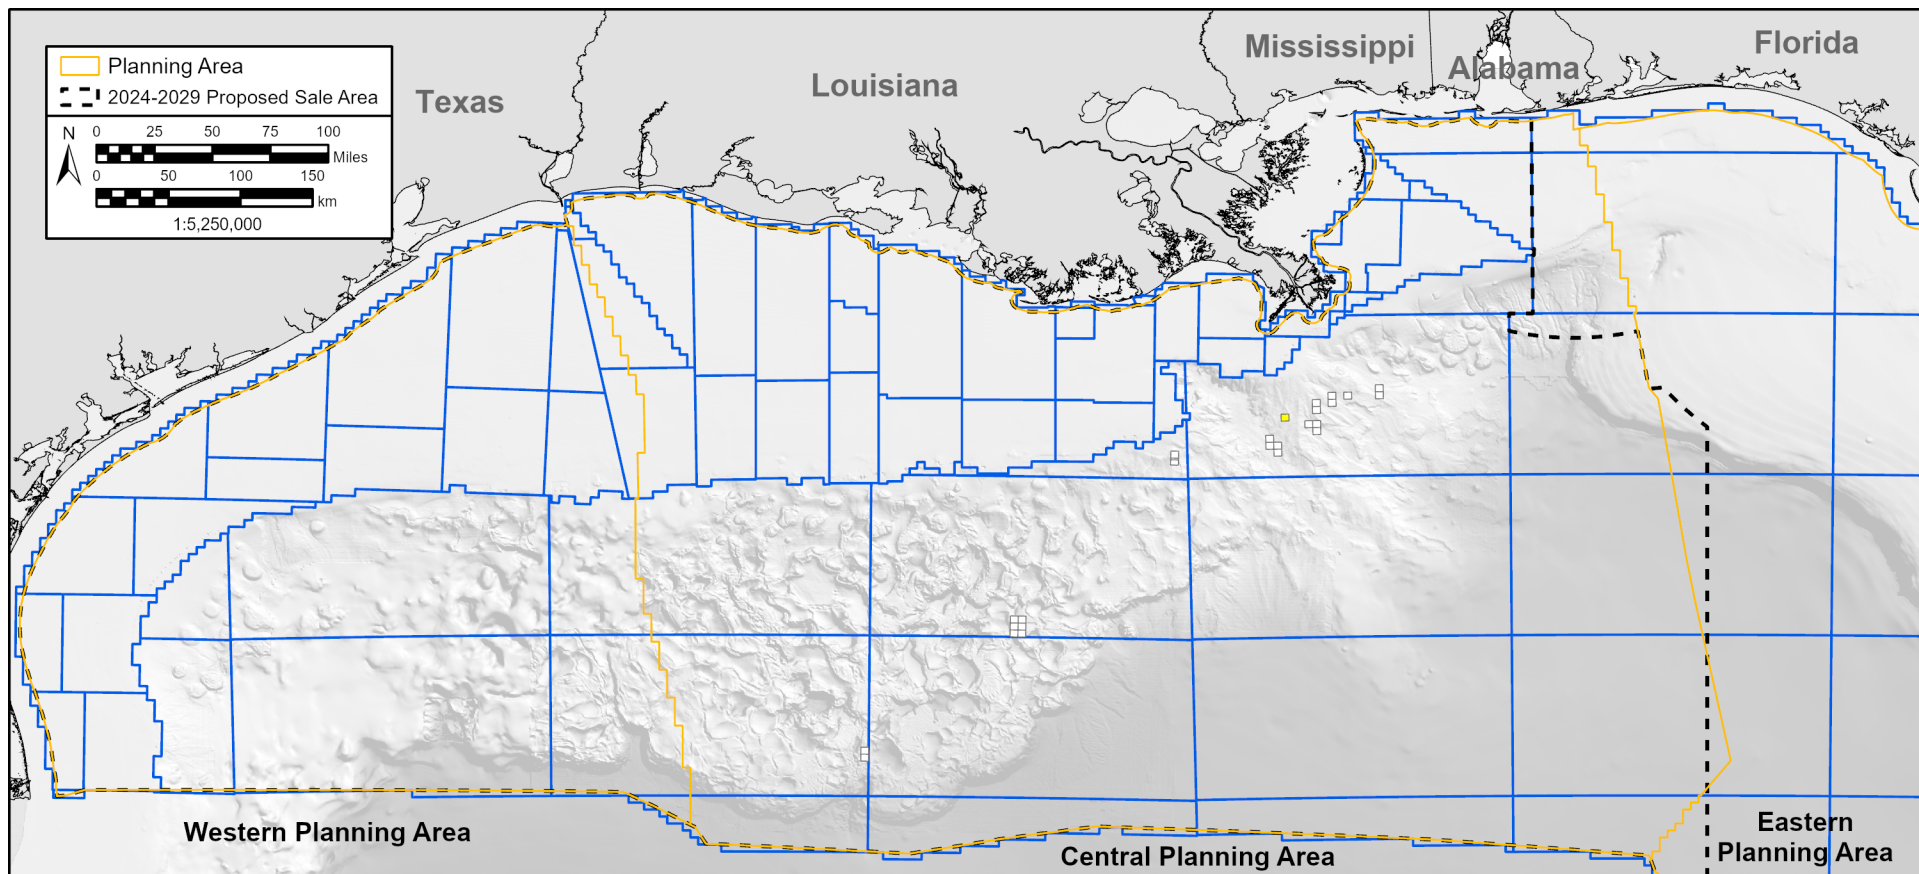 Planning Area
2024-2029 Proposed Sale Area
N
0 25 50 75 100
Miles
0 50 100 150
km
1:5,250,000
Texas
Louisiana
Mississippi
Alabama
Florida
Western Planning Area
Central Planning Area
Eastern
Planning Area